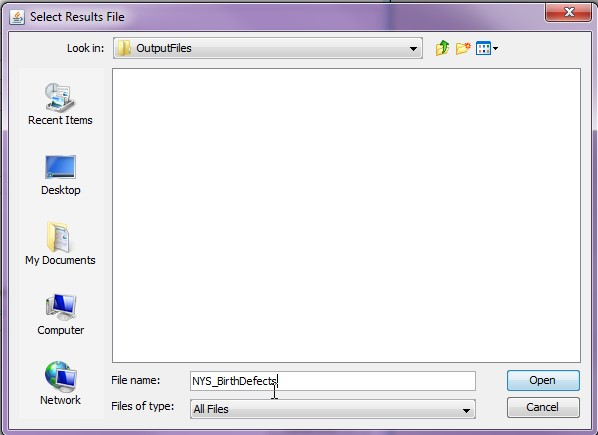 Select Results File
Look in: OutputFiles
Recent Items
Desktop
My Documents
Computer
Network
File name: NYS_BirthDefects Open
Files of type: All Files Cancel